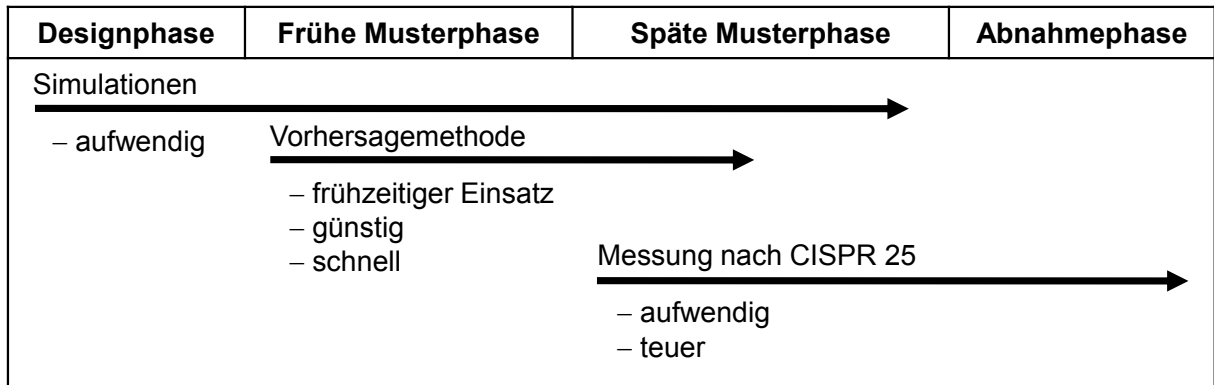 Designphase
Frühe Musterphase
Späte Musterphase
Abnahmephase
Simulationen
– aufwendig
Vorhersagemethode
– frühzeitiger Einsatz
– günstig
– schnell
Messung nach CISPR 25
– aufwendig
– teuer